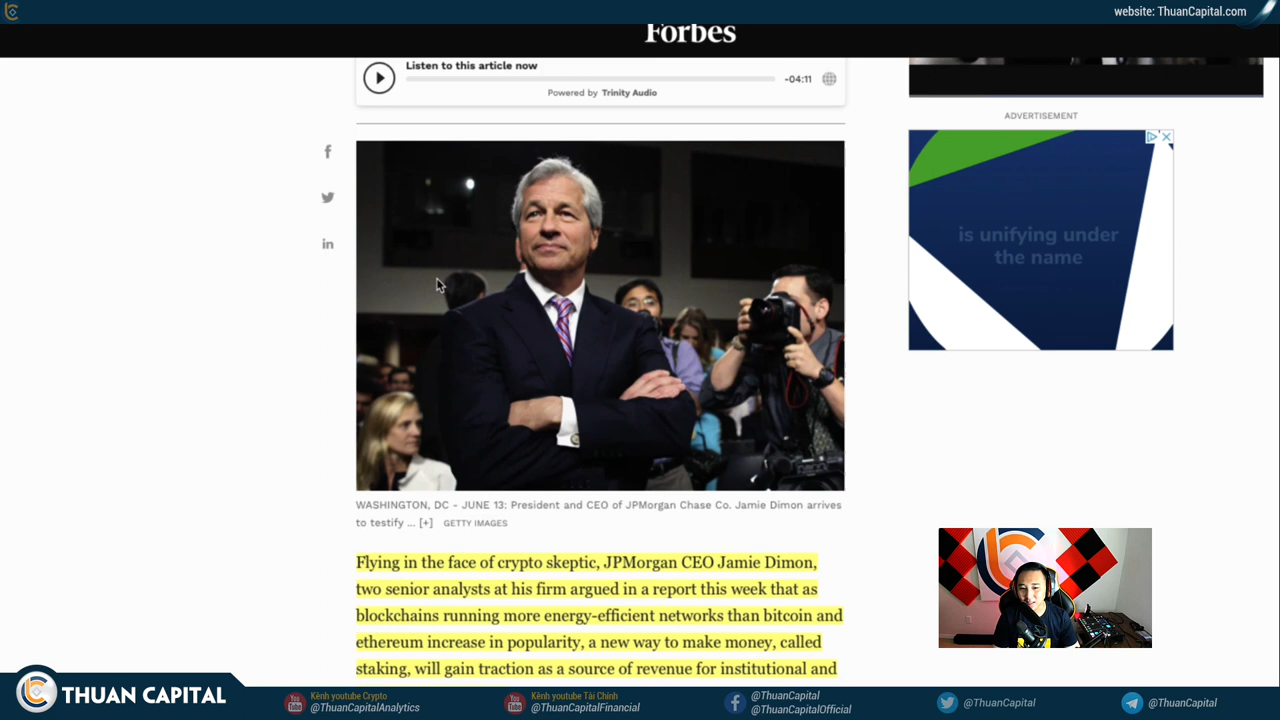 website: ThuanCapital.com
Forbes
Listen to this article now
-04:11
Powered by Trinity Audio
ADVERTISEMENT
is unifying under
the name
WASHINGTON, DC - JUNE 13: President and CEO of JPMorgan Chase Co. Jamie Dimon arrives
to testify ... [+] GETTY IMAGES
Flying in the face of crypto skeptic, JPMorgan CEO Jamie Dimon,
two senior analysts at his firm argued in a report this week that as
blockchains running more energy-efficient networks than bitcoin and
ethereum increase in popularity, a new way to make money, called
staking, will gain traction as a source of revenue for institutional and
THUAN CAPITAL
Kênh youtube Crypto
@ThuanCapitalAnalytics
Kênh youtube Tài Chính
@ThuanCapitalFinancial
@ThuanCapital
@ThuanCapitalOfficial
@ThuanCapital
@ThuanCapital